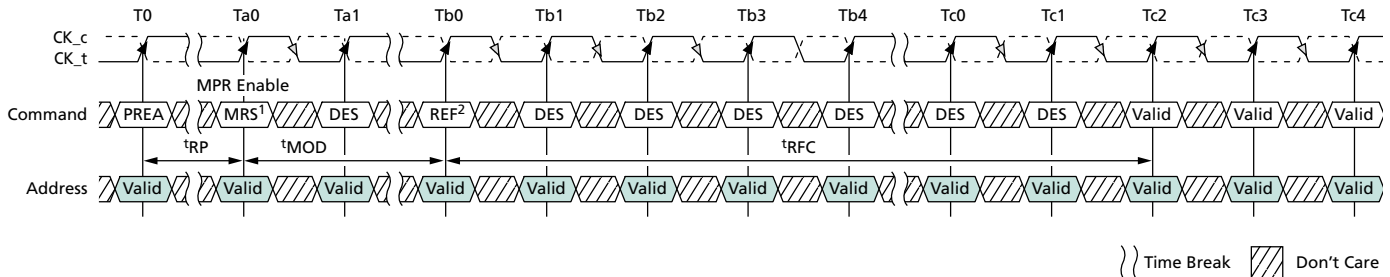 T0 Ta0 Ta1 Tb0 Tb1 Tb2 Tb3 Tb4 Tc0 Tc1 Tc2 Tc3 Tc4
CK_c
CK_t
MPR Enable
Command PREA MRS¹ DES REF² DES DES DES DES DES DES Valid Valid Valid
tRP tMOD tRFC
Address Valid Valid Valid Valid Valid Valid Valid Valid Valid Valid Valid Valid Valid
Time Break Don't Care